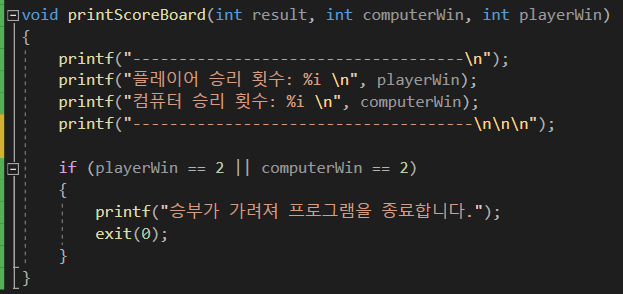 void printScoreBoard(int result, int computerWin, int playerWin)
{
printf("------------------------------------\n");
printf("플레이어 승리 횟수: %i \n", playerWin);
printf("컴퓨터 승리 횟수: %i \n", computerWin);
printf("-------------------------------------\n\n\n");
if (playerWin == 2 || computerWin == 2)
{
printf("승부가 가려져 프로그램을 종료합니다.");
exit(0);
}
}